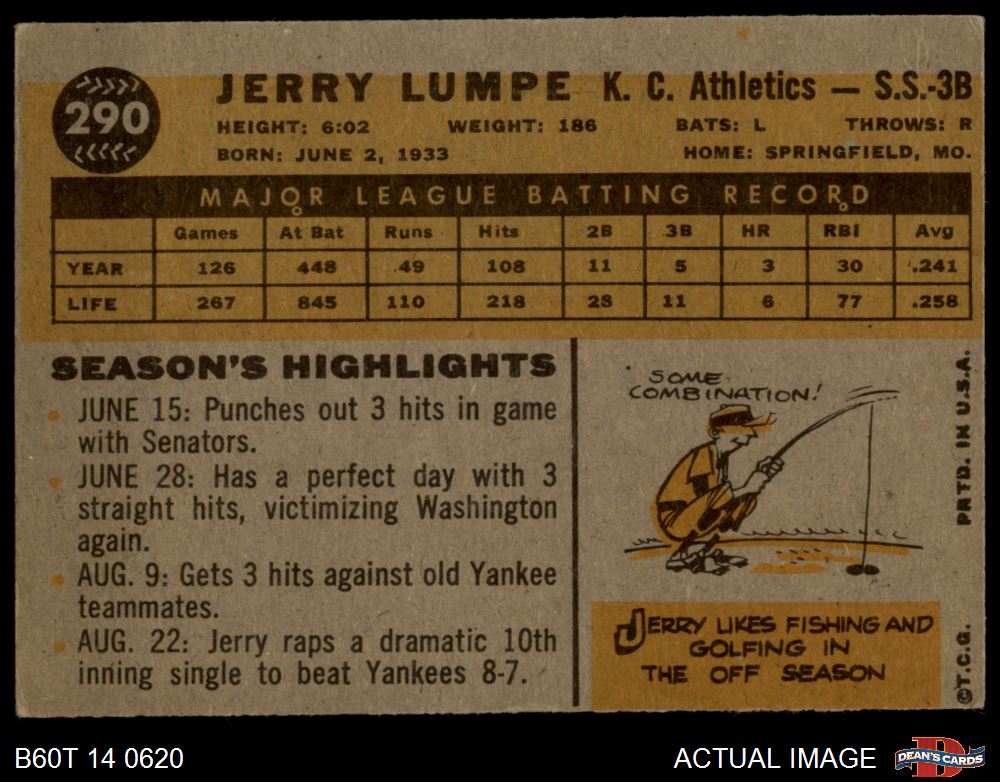 290
JERRY LUMPE K. C. Athletics — S.S.-3B
HEIGHT: 6:02 WEIGHT: 186 BATS: L THROWS: R
BORN: JUNE 2, 1933 HOME: SPRINGFIELD, MO.
MAJOR LEAGUE BATTING RECORD
Games At Bat Runs Hits 2B 3B HR RBI Avg
YEAR 126 448 49 108 11 5 3 30 .241
LIFE 267 845 110 218 28 11 6 77 .258
SEASON'S HIGHLIGHTS
JUNE 15: Punches out 3 hits in game
with Senators.
JUNE 28: Has a perfect day with 3
straight hits, victimizing Washington
again.
AUG. 9: Gets 3 hits against old Yankee
teammates.
AUG. 22: Jerry raps a dramatic 10th
inning single to beat Yankees 8-7.
SOME
COMBINATION!
JERRY LIKES FISHING AND
GOLFING IN
THE OFF SEASON
©T.C.G. PRTD. IN U.S.A.
B60T 14 0620
ACTUAL IMAGE
D
DEAN'S CARDS